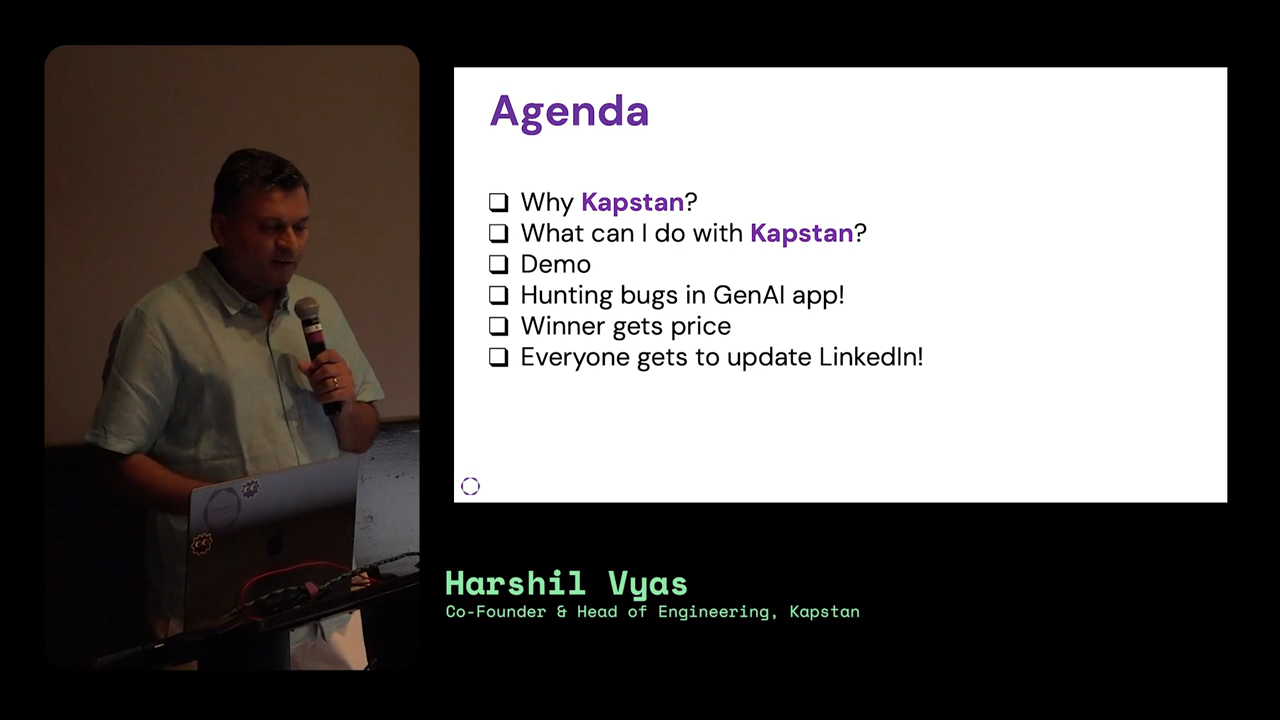 Agenda
❏ Why Kapstan?
❏ What can I do with Kapstan?
❏ Demo
❏ Hunting bugs in GenAI app!
❏ Winner gets price
❏ Everyone gets to update LinkedIn!
Harshil Vyas
Co-Founder & Head of Engineering, Kapstan